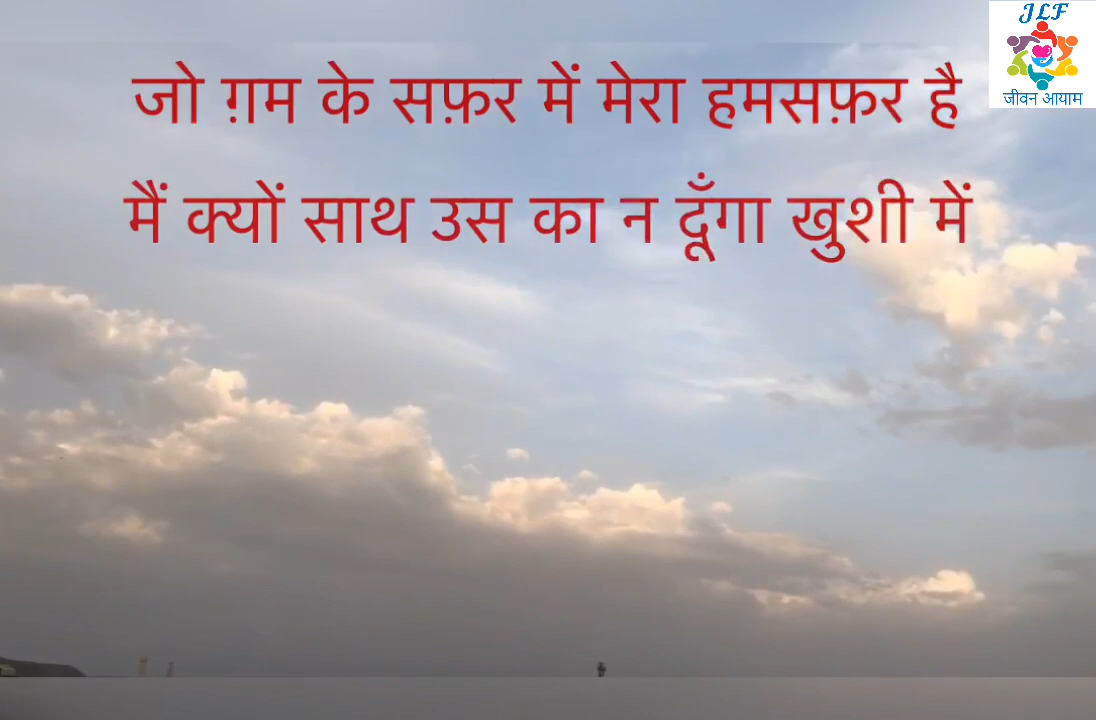 JLF
जीवन आयाम
जो ग़म के सफ़र में मेरा हमसफ़र है
मैं क्यों साथ उस का न दूँगा खुशी में